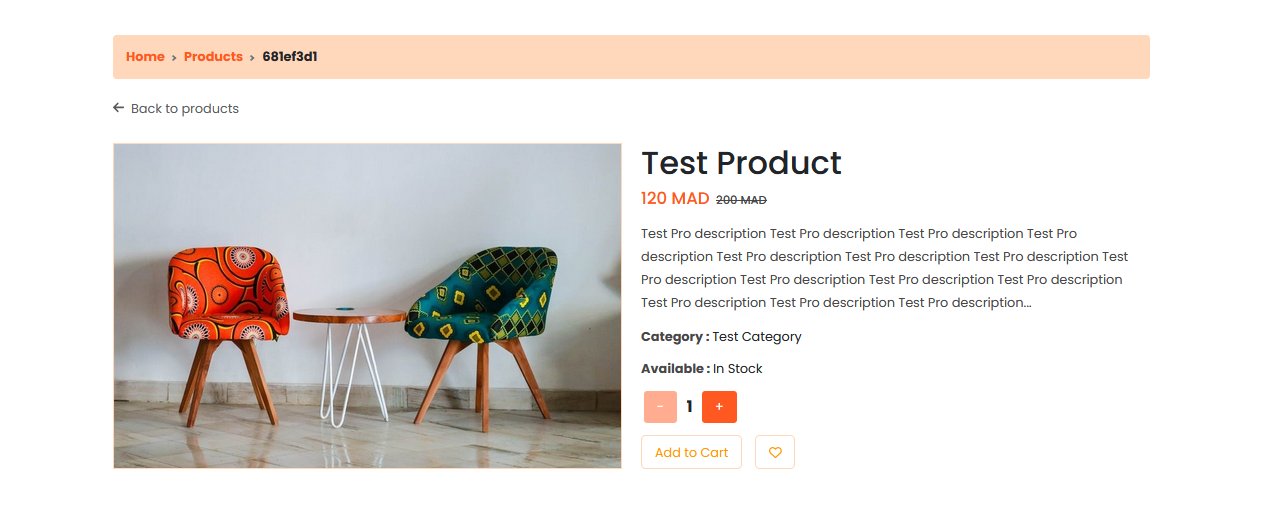 Home > Products > 681ef3d1
← Back to products
Test Product
120 MAD 200 MAD
Test Pro description Test Pro description Test Pro description Test Pro
description Test Pro description Test Pro description Test Pro description Test
Pro description Test Pro description Test Pro description Test Pro description
Test Pro description Test Pro description Test Pro description...
Category : Test Category
Available : In Stock
- 1 +
Add to Cart